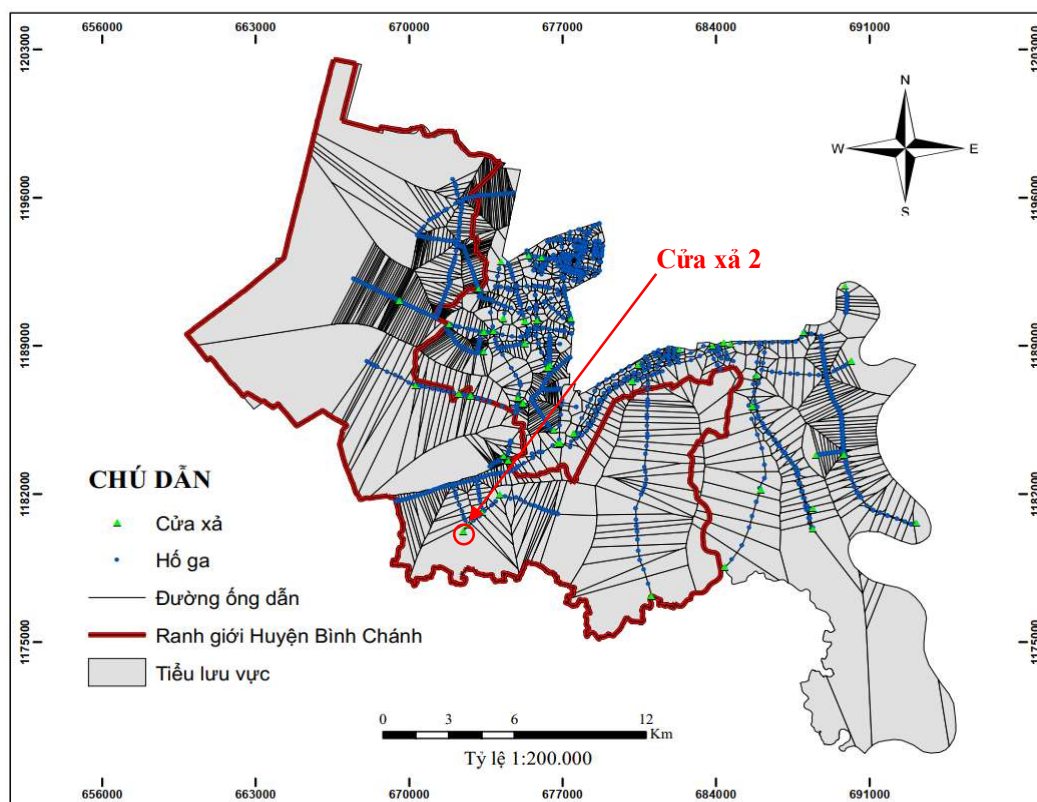 656000 663000 670000 677000 684000 691000
1203000 1203000
N
W E
S
1196000 1196000
Cửa xả 2
1189000 1189000
CHÚ DẪN
1182000 1182000
Cửa xả
Hố ga
Đường ống dẫn
Ranh giới Huyện Bình Chánh
1175000 1175000
Tiểu lưu vực
0 3 6 12
Km
Tỷ lệ 1:200.000
656000 663000 670000 677000 684000 691000